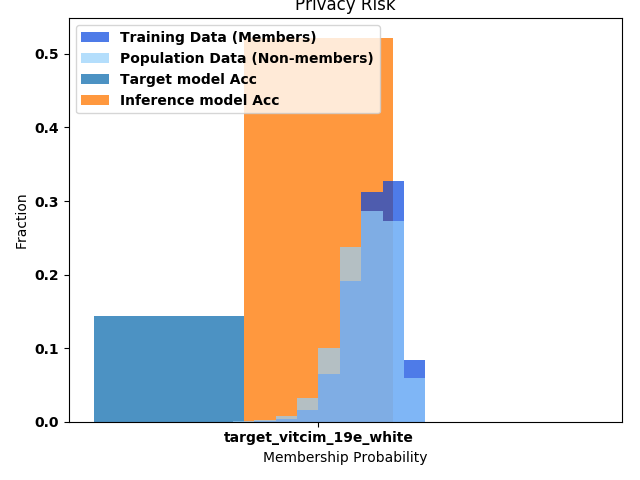 Privacy Risk
Training Data (Members)
Population Data (Non-members)
Target model Acc
Inference model Acc
0.5
0.4
0.3
0.2
0.1
0.0
Fraction
target_vitcim_19e_white
Membership Probability